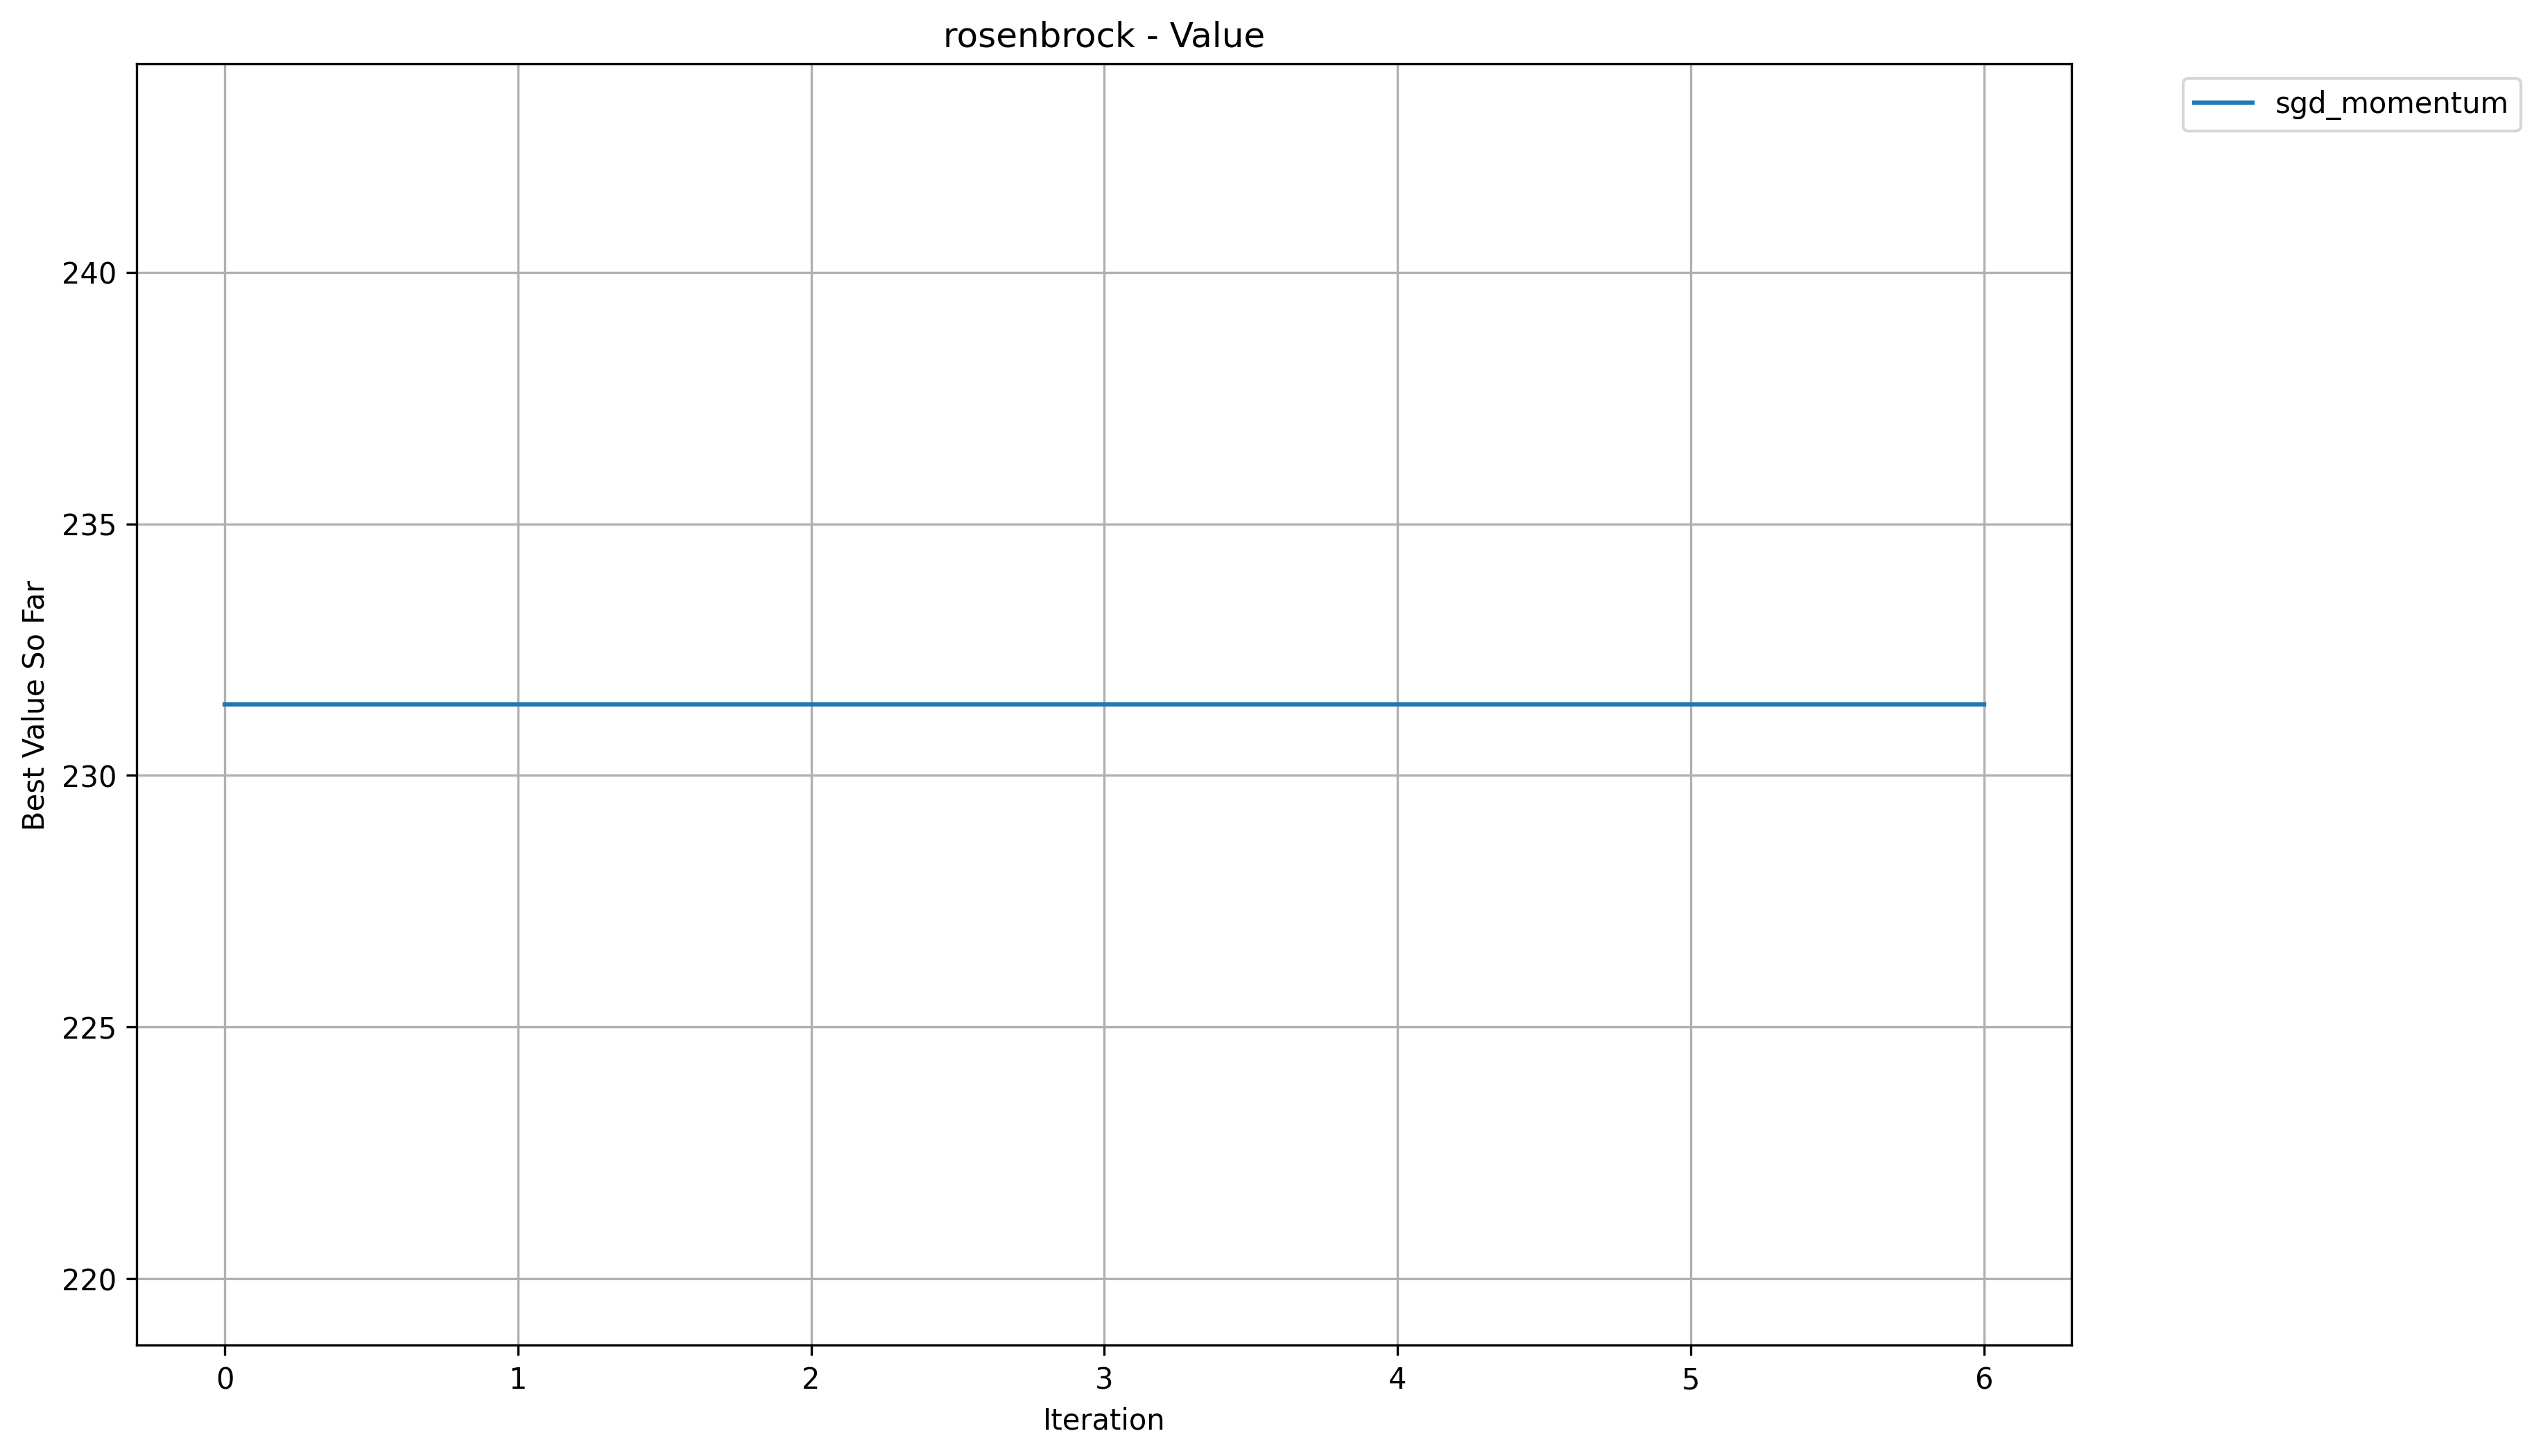 rosenbrock - Value
sgd_momentum
Best Value So Far
240
235
230
225
220
0 1 2 3 4 5 6
Iteration